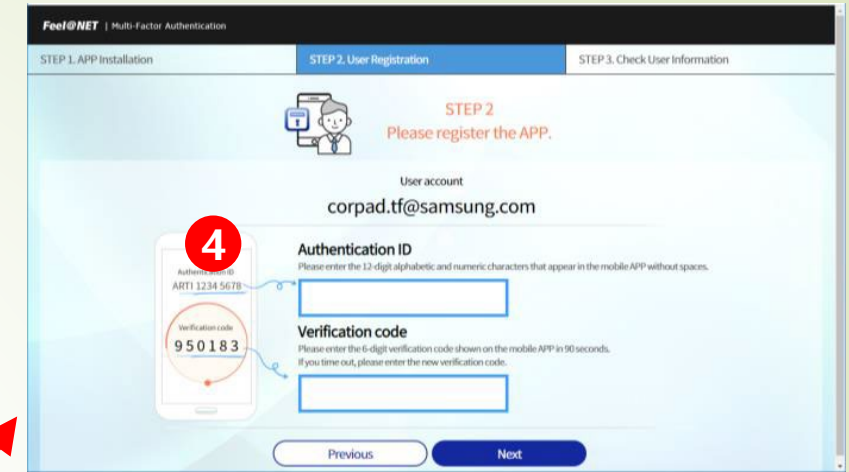 Feel@NET | Multi-Factor Authentication
STEP 1. APP Installation
STEP 2. User Registration
STEP 3. Check User Information
STEP 2
Please register the APP.
User account
corpad.tf@samsung.com
4
Authentication ID
ARTI 1234 5678
Verification code
950183
Authentication ID
Please enter the 12-digit alphabetic and numeric characters that appear in the mobile APP without spaces.
Verification code
Please enter the 6-digit verification code shown on the mobile APP in 90 seconds.
If you time out, please enter the new verification code.
Previous
Next